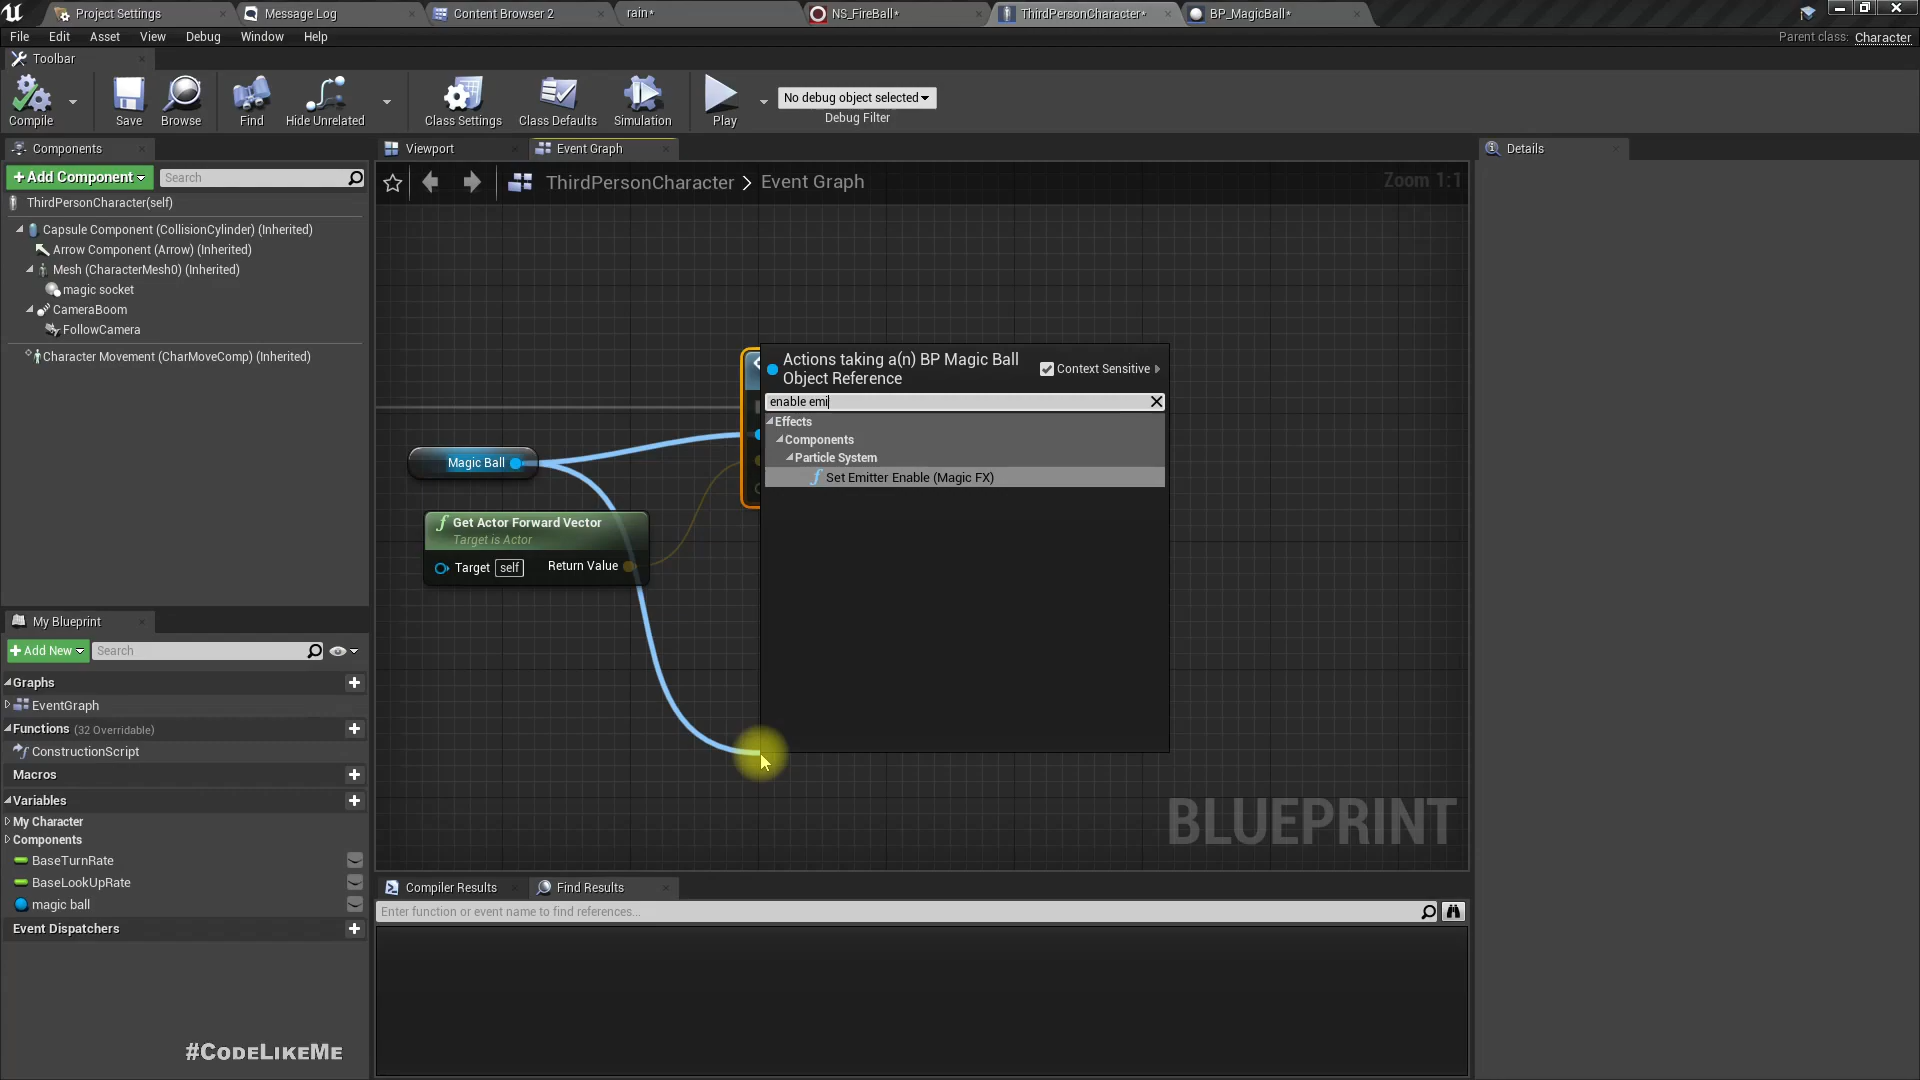 Project Settings
Message Log
Content Browser 2
rain*
NS_FireBall*
ThirdPersonCharacter*
BP_MagicBall*
File Edit Asset View Debug Window Help
Parent class: Character
Toolbar
Compile
Save
Browse
Find
Hide Unrelated
Class Settings
Class Defaults
Simulation
Play
No debug object selected
Debug Filter
Components
+Add Component
Search
ThirdPersonCharacter(self)
Capsule Component (CollisionCylinder) (Inherited)
Arrow Component (Arrow) (Inherited)
Mesh (CharacterMesh0) (Inherited)
magic socket
CameraBoom
FollowCamera
Character Movement (CharMoveComp) (Inherited)
My Blueprint
+Add New
Search
Graphs
EventGraph
Functions (32 Overridable)
ConstructionScript
Macros
Variables
My Character
Components
BaseTurnRate
BaseLookUpRate
magic ball
Event Dispatchers
#CodeLikeMe
Viewport
Event Graph
ThirdPersonCharacter > Event Graph
Zoom 1:1
Magic Ball
Get Actor Forward Vector
Target is Actor
Target self
Return Value
Actions taking a(n) BP Magic Ball
Object Reference
Context Sensitive
enable emi
Effects
Components
Particle System
Set Emitter Enable (Magic FX)
BLUEPRINT
Compiler Results
Find Results
Enter function or event name to find references...
Details